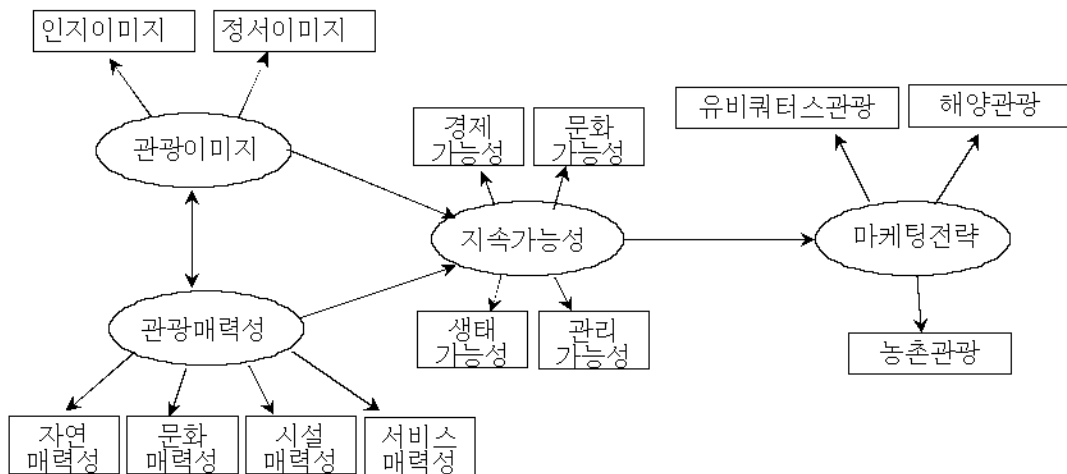 인지이미지
정서이미지
유비쿼터스관광
해양관광
관광이미지
경제
가능성
문화
가능성
지속가능성
마케팅전략
관광매력성
생태
가능성
관리
가능성
농촌관광
자연
매력성
문화
매력성
시설
매력성
서비스
매력성